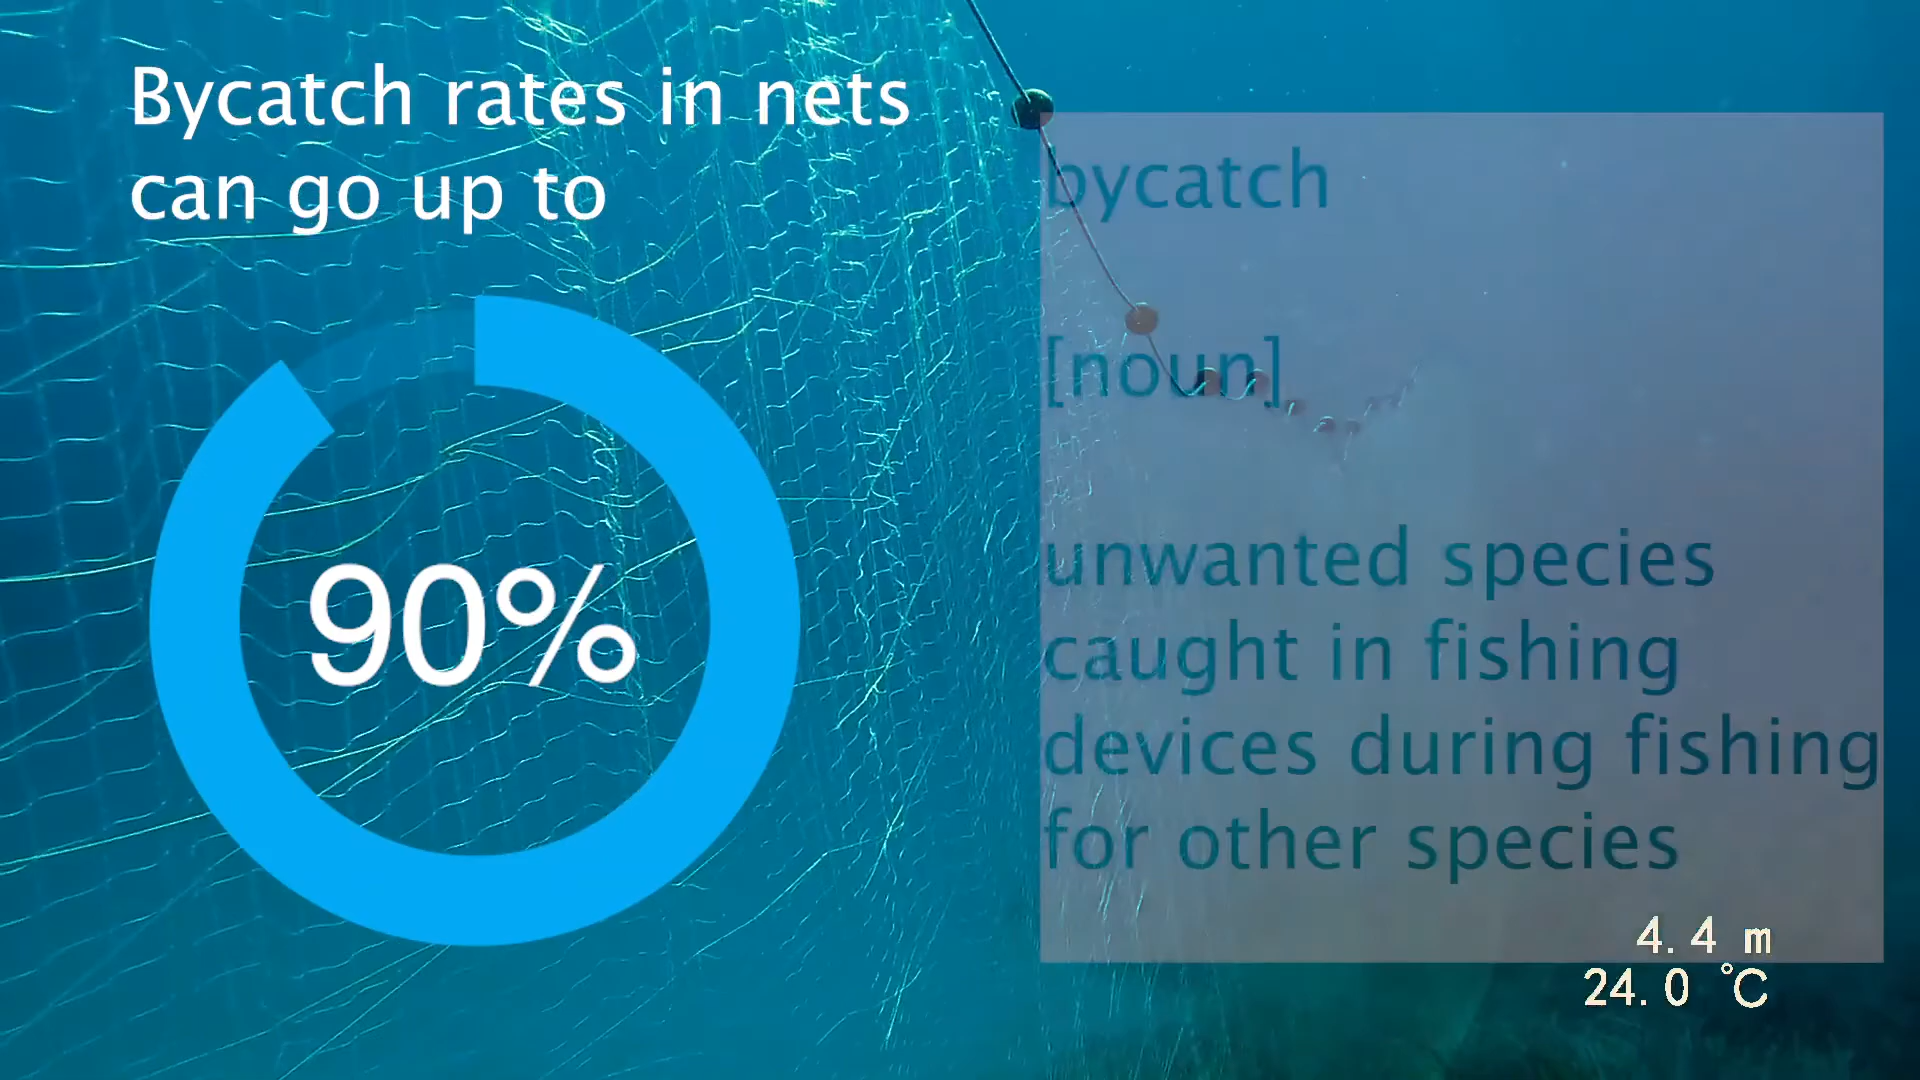 Bycatch rates in nets
can go up to
90%
bycatch
[noun]
unwanted species
caught in fishing
devices during fishing
for other species
4.4 m
24.0 °C